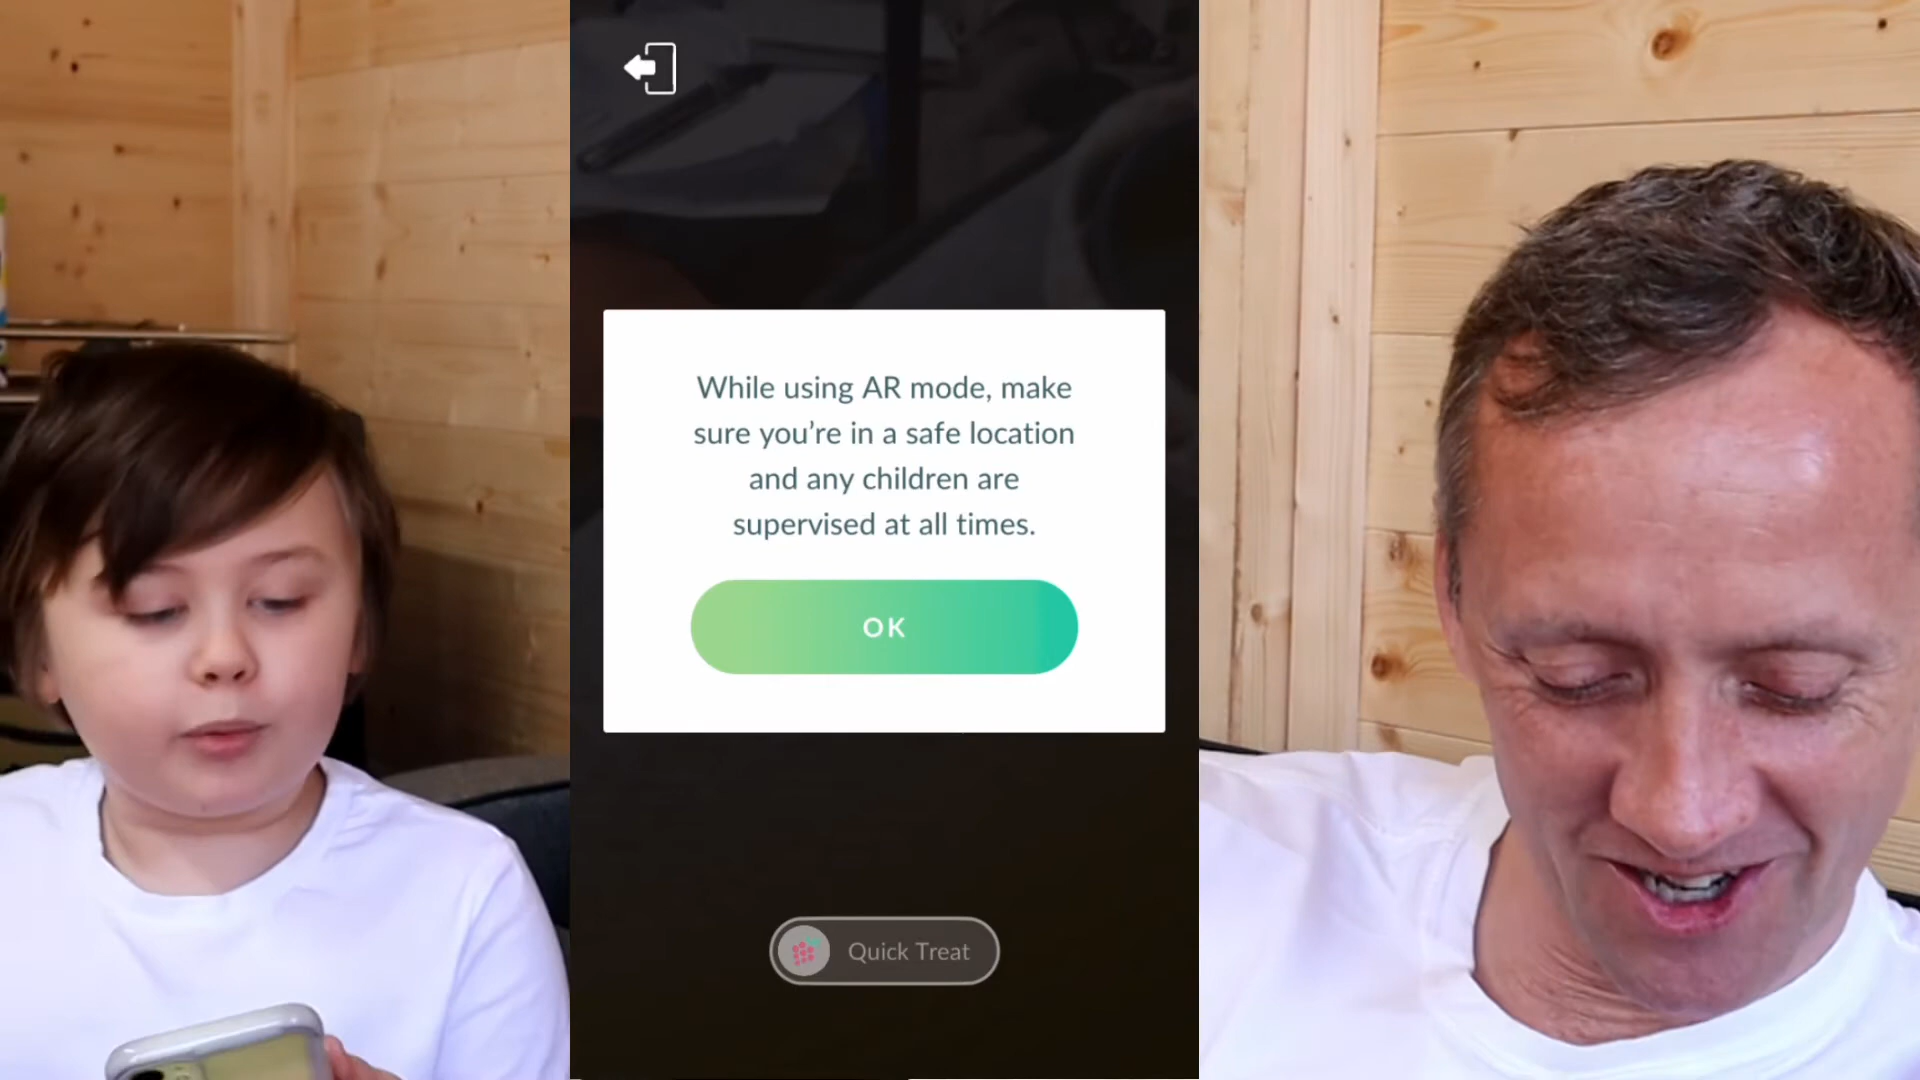 While using AR mode, make
sure you’re in a safe location
and any children are
supervised at all times.
OK
Quick Treat